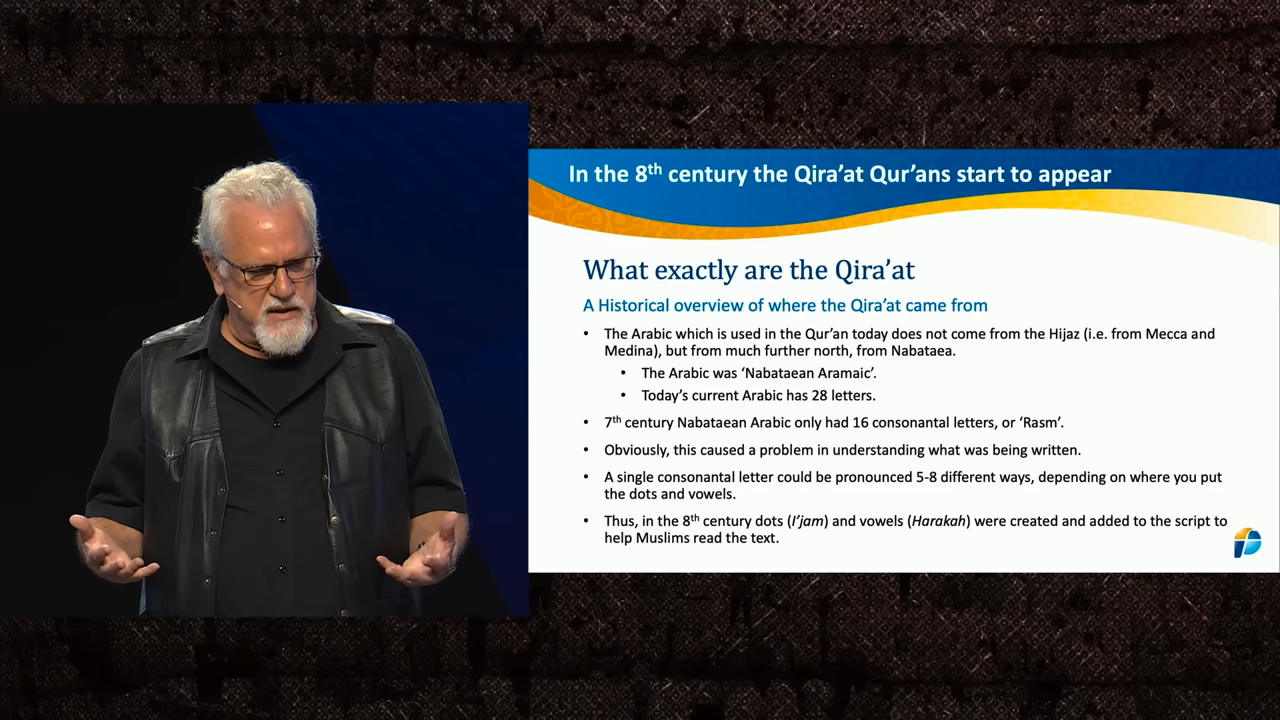 In the 8th century the Qira’at Qur’ans start to appear
What exactly are the Qira’at
A Historical overview of where the Qira’at came from
• The Arabic which is used in the Qur’an today does not come from the Hijaz (i.e. from Mecca and
Medina), but from much further north, from Nabataea.
• The Arabic was ‘Nabataean Aramaic’.
• Today’s current Arabic has 28 letters.
• 7th century Nabataean Arabic only had 16 consonantal letters, or ‘Rasm’.
• Obviously, this caused a problem in understanding what was being written.
• A single consonantal letter could be pronounced 5-8 different ways, depending on where you put
the dots and vowels.
• Thus, in the 8th century dots (I’jam) and vowels (Harakah) were created and added to the script to
help Muslims read the text.